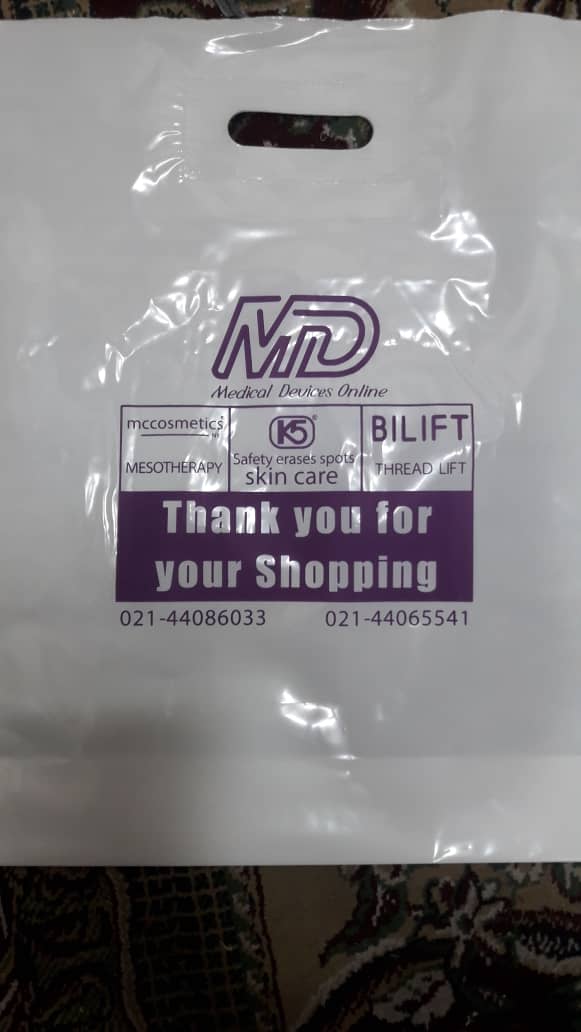 MD
Medical Devices Online
mccosmetics
NY
MESOTHERAPY
K5®
Safety erases spots
skin care
BILIFT
THREAD LIFT
Thank you for
your Shopping
021-44086033 021-44065541